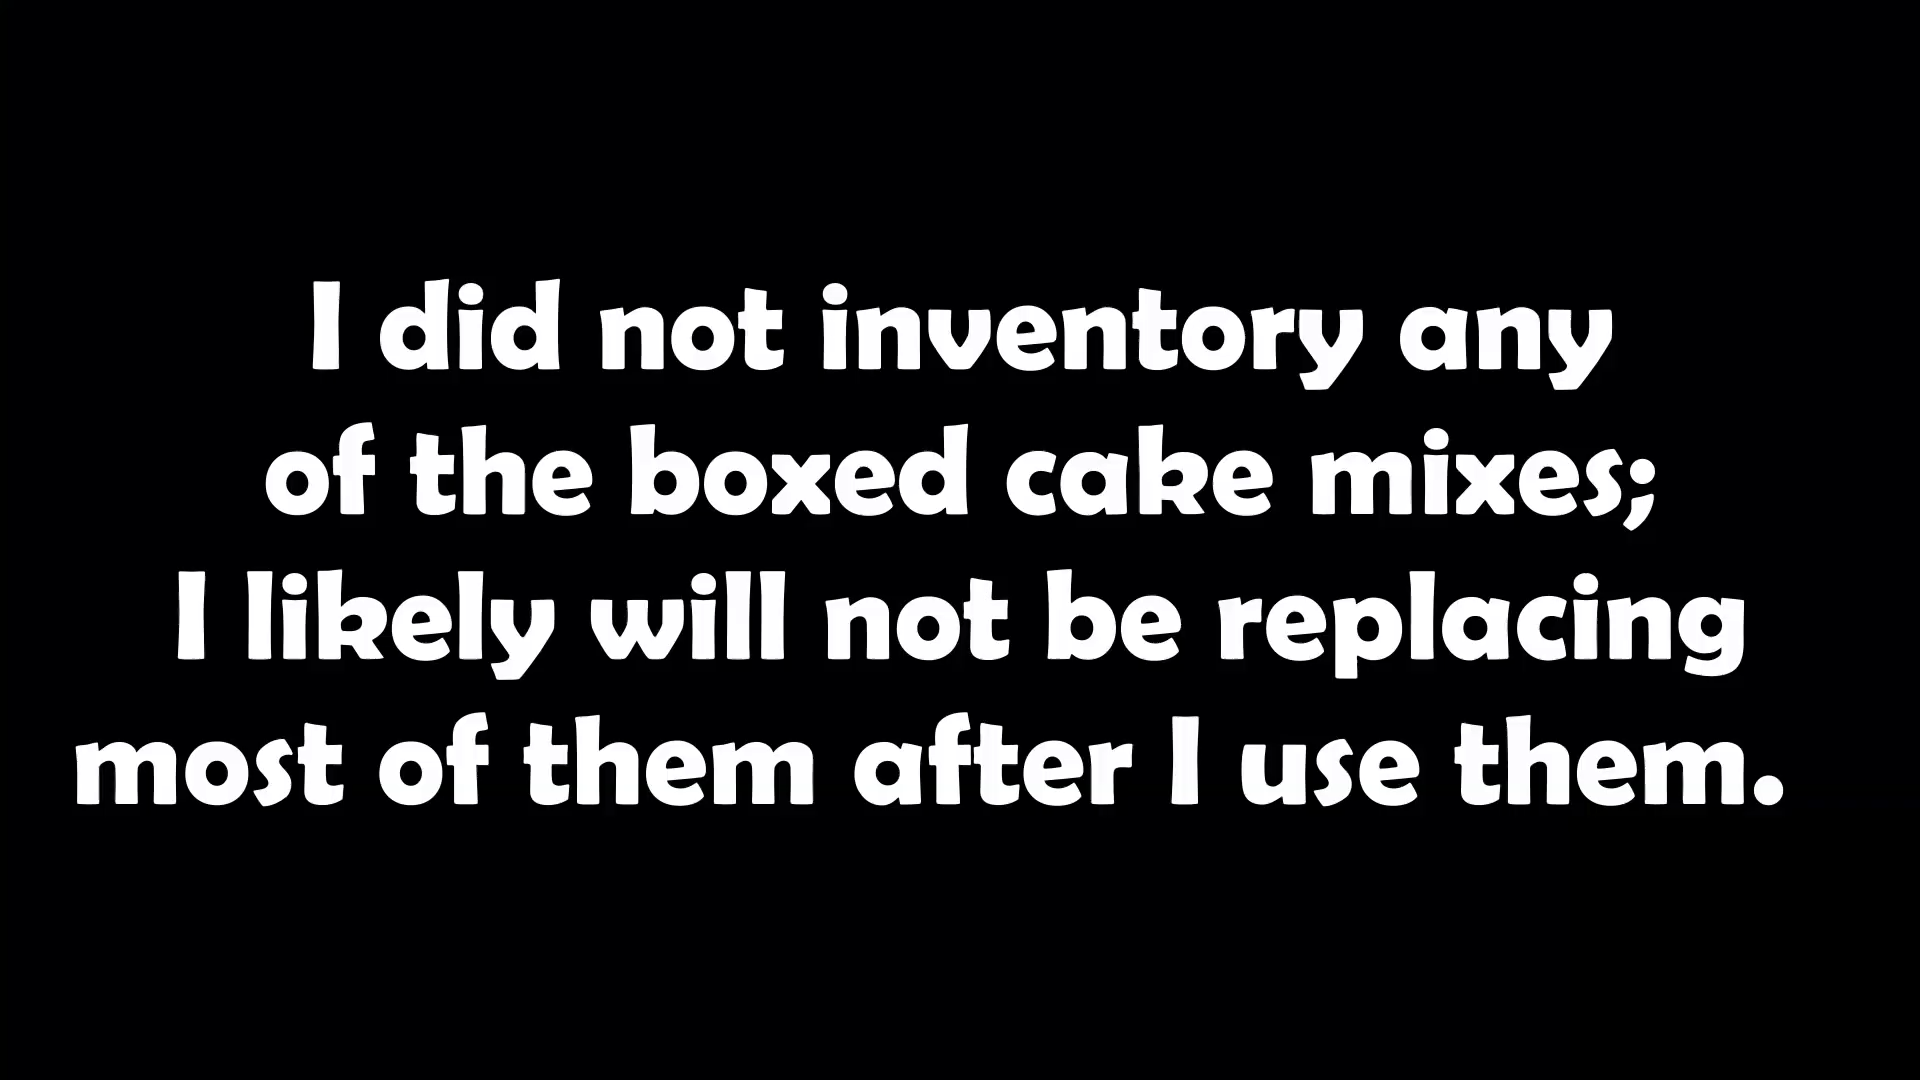 I did not inventory any
of the boxed cake mixes;
I likely will not be replacing
most of them after I use them.